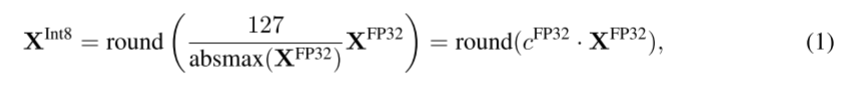 X^Int8 = round ( 127 / absmax(X^FP32) X^FP32 ) = round(c^FP32 · X^FP32), (1)